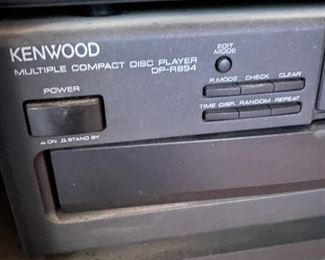 KENWOOD
MULTIPLE COMPACT DISC PLAYER
DP-R894
EDIT
MODE
P.MODE CHECK CLEAR
POWER
TIME DISP. RANDOM REPEAT
ON STAND BY